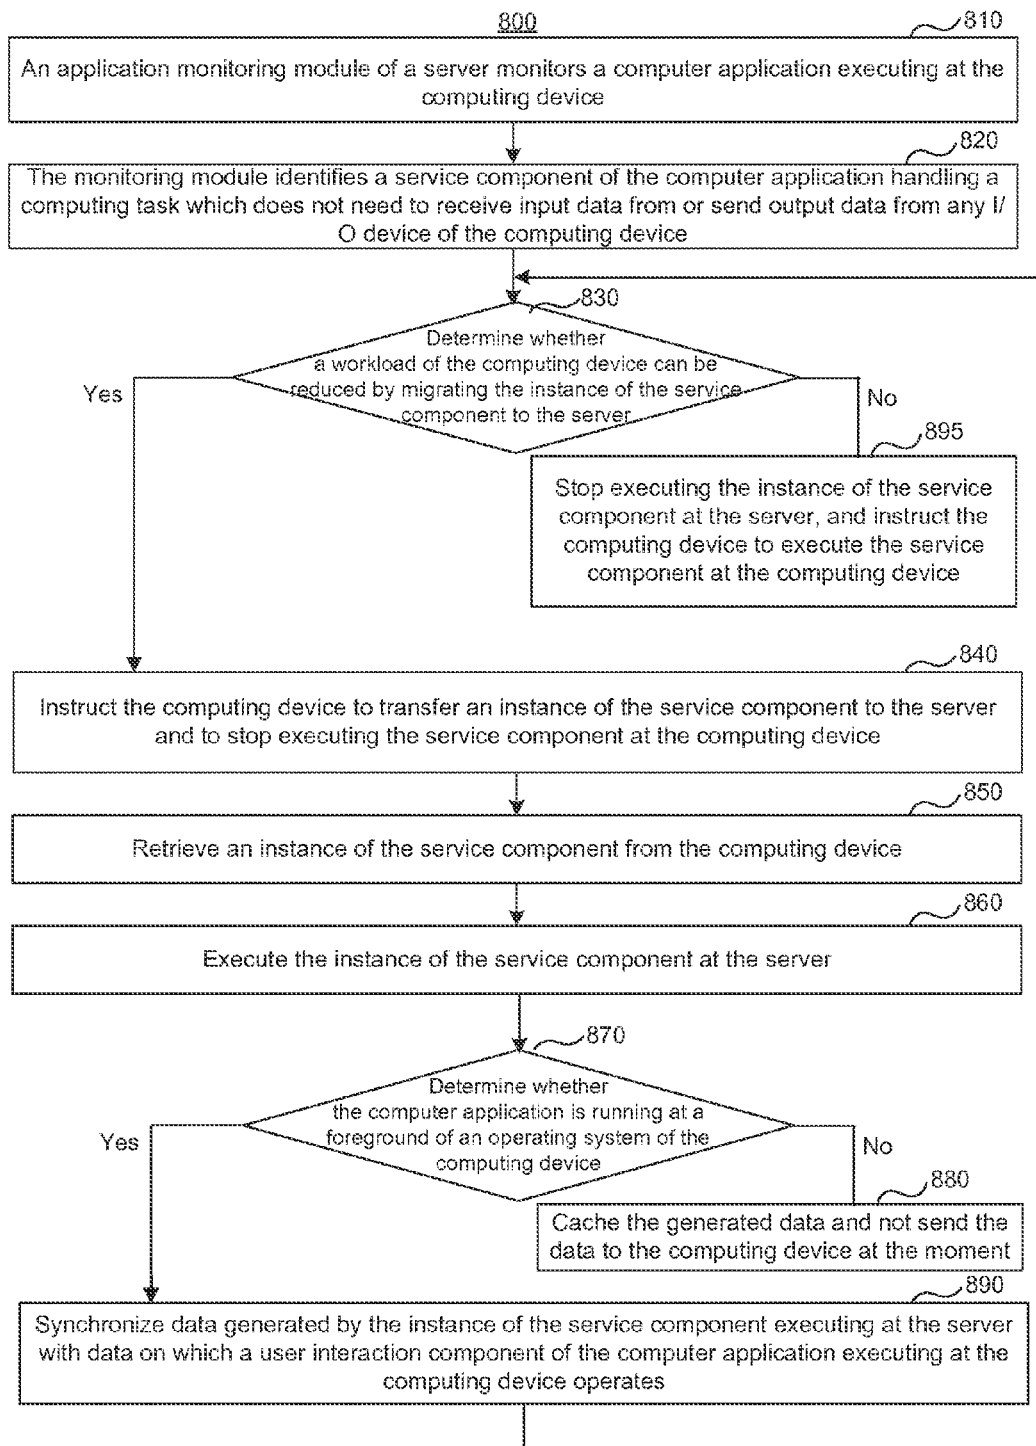 800
810
An application monitoring module of a server monitors a computer application executing at the
computing device
820
The monitoring module identifies a service component of the computer application handling a
computing task which does not need to receive input data from or send output data from any I/
O device of the computing device
830
Determine whether
a workload of the computing device can be
reduced by migrating the instance of the service
component to the server
Yes
No
895
Stop executing the instance of the service
component at the server, and instruct the
computing device to execute the service
component at the computing device
840
Instruct the computing device to transfer an instance of the service component to the server
and to stop executing the service component at the computing device
850
Retrieve an instance of the service component from the computing device
860
Execute the instance of the service component at the server
870
Determine whether
the computer application is running at a
foreground of an operating system of the
computing device
Yes
No
880
Cache the generated data and not send the
data to the computing device at the moment
890
Synchronize data generated by the instance of the service component executing at the server
with data on which a user interaction component of the computer application executing at the
computing device operates